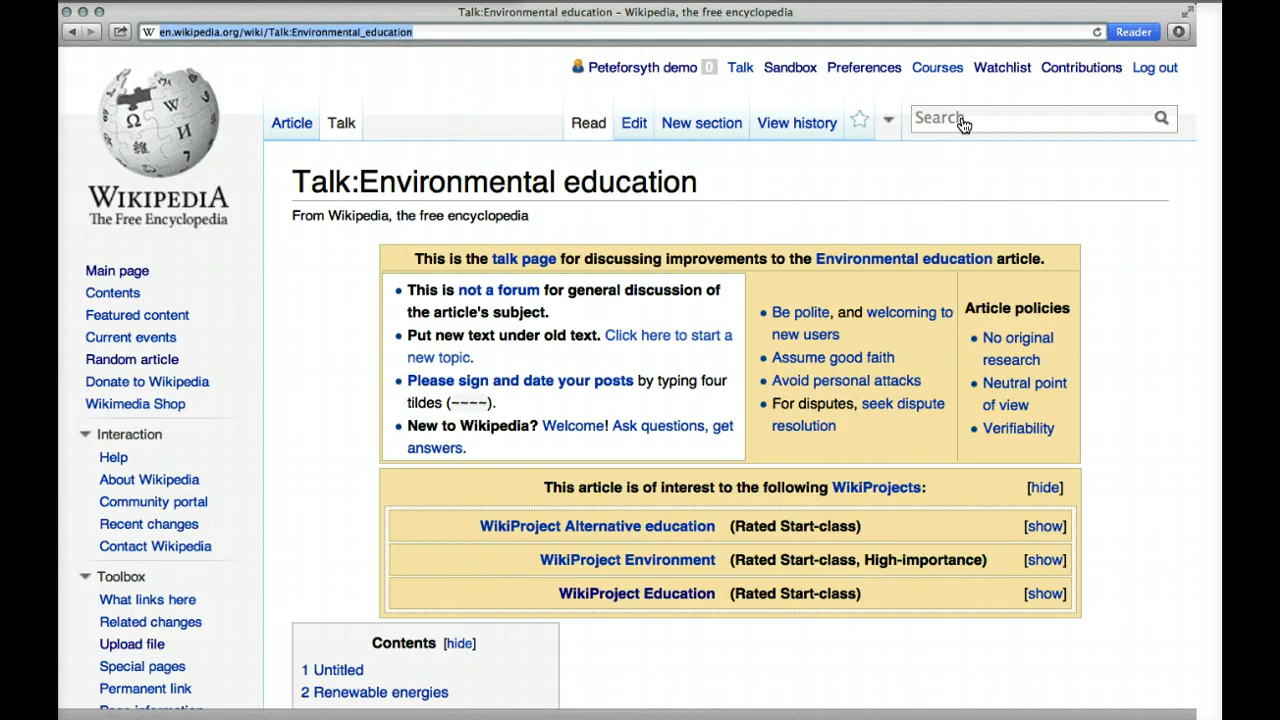 Talk:Environmental education – Wikipedia, the free encyclopedia
W en.wikipedia.org/wiki/Talk:Environmental_education Reader
Peteforsyth demo 0 Talk Sandbox Preferences Courses Watchlist Contributions Log out
Article Talk Read Edit New section View history Search
WIKIPEDIA
The Free Encyclopedia
Main page
Contents
Featured content
Current events
Random article
Donate to Wikipedia
Wikimedia Shop
Interaction
Help
About Wikipedia
Community portal
Recent changes
Contact Wikipedia
Toolbox
What links here
Related changes
Upload file
Special pages
Permanent link
Page information
Talk:Environmental education
From Wikipedia, the free encyclopedia
This is the talk page for discussing improvements to the Environmental education article.
• This is not a forum for general discussion of
the article's subject.
• Put new text under old text. Click here to start a
new topic.
• Please sign and date your posts by typing four
tildes (~~~~).
• New to Wikipedia? Welcome! Ask questions, get
answers.
• Be polite, and welcoming to
new users
• Assume good faith
• Avoid personal attacks
• For disputes, seek dispute
resolution
Article policies
• No original
research
• Neutral point
of view
• Verifiability
This article is of interest to the following WikiProjects: [hide]
WikiProject Alternative education (Rated Start-class) [show]
WikiProject Environment (Rated Start-class, High-importance) [show]
WikiProject Education (Rated Start-class) [show]
Contents [hide]
1 Untitled
2 Renewable energies